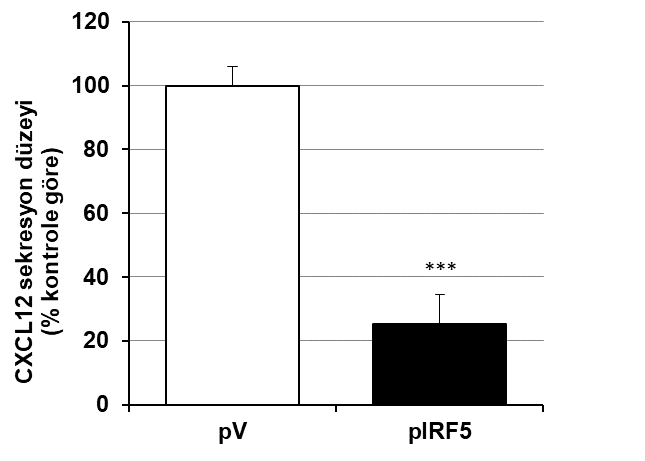 120
100
80
60
40
20
0
CXCL12 sekresyon düzeyi
(% kontrole göre)
***
pV
pIRF5